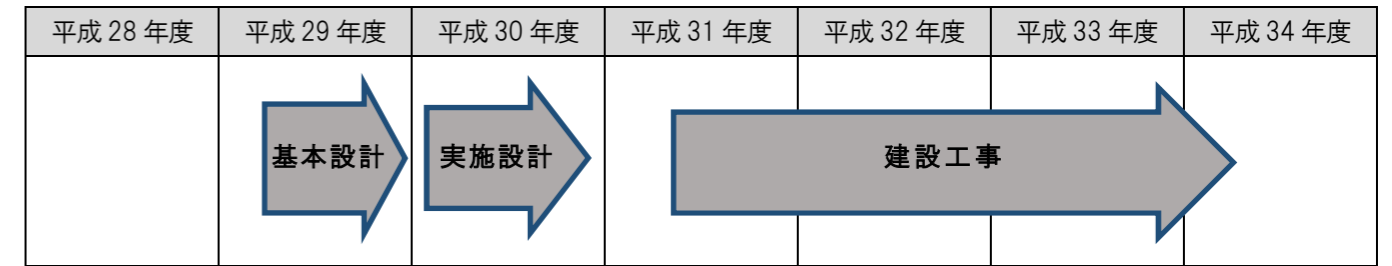 平成 28 年度 平成 29 年度 平成 30 年度 平成 31 年度 平成 32 年度 平成 33 年度 平成 34 年度
基本設計 実施設計 建設工事